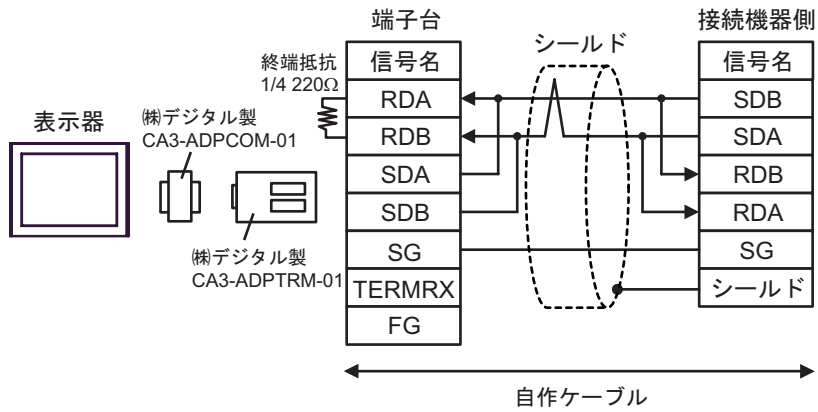 端子台
接続機器側
シールド
終端抵抗
1/4 220Ω
表示器
㈱デジタル製
CA3-ADPCOM-01
㈱デジタル製
CA3-ADPTRM-01
信号名
RDA
RDB
SDA
SDB
SG
TERMRX
FG
信号名
SDB
SDA
RDB
RDA
SG
シールド
自作ケーブル